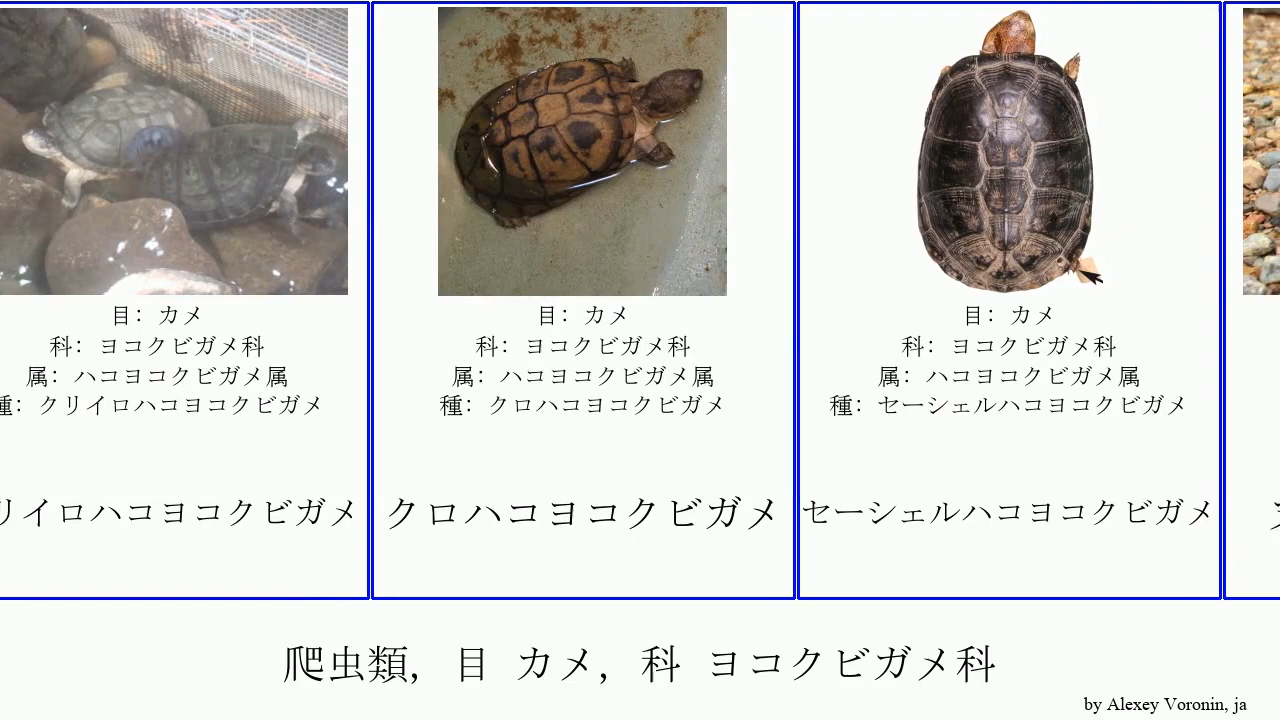 目: カメ
科: ヨコクビガメ科
属: ハコヨコクビガメ属
種: クリイロハコヨコクビガメ
リイロハコヨコクビガメ
目: カメ
科: ヨコクビガメ科
属: ハコヨコクビガメ属
種: クロハコヨコクビガメ
クロハコヨコクビガメ
目: カメ
科: ヨコクビガメ科
属: ハコヨコクビガメ属
種: セーシェルハコヨコクビガメ
セーシェルハコヨコクビガメ
爬虫類, 目 カメ, 科 ヨコクビガメ科
by Alexey Voronin, ja